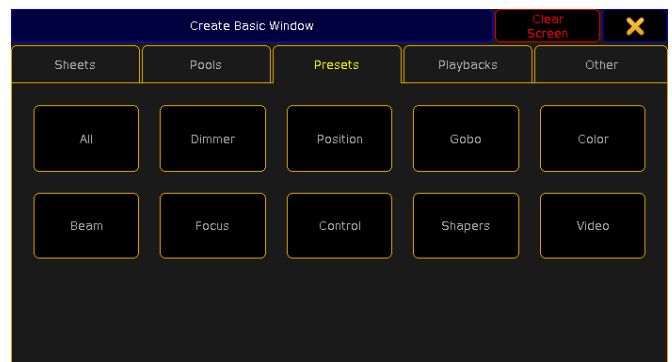 Create Basic Window
Clear
Screen
Sheets
Pools
Presets
Playbacks
Other
All
Dimmer
Position
Gobo
Color
Beam
Focus
Control
Shapers
Video